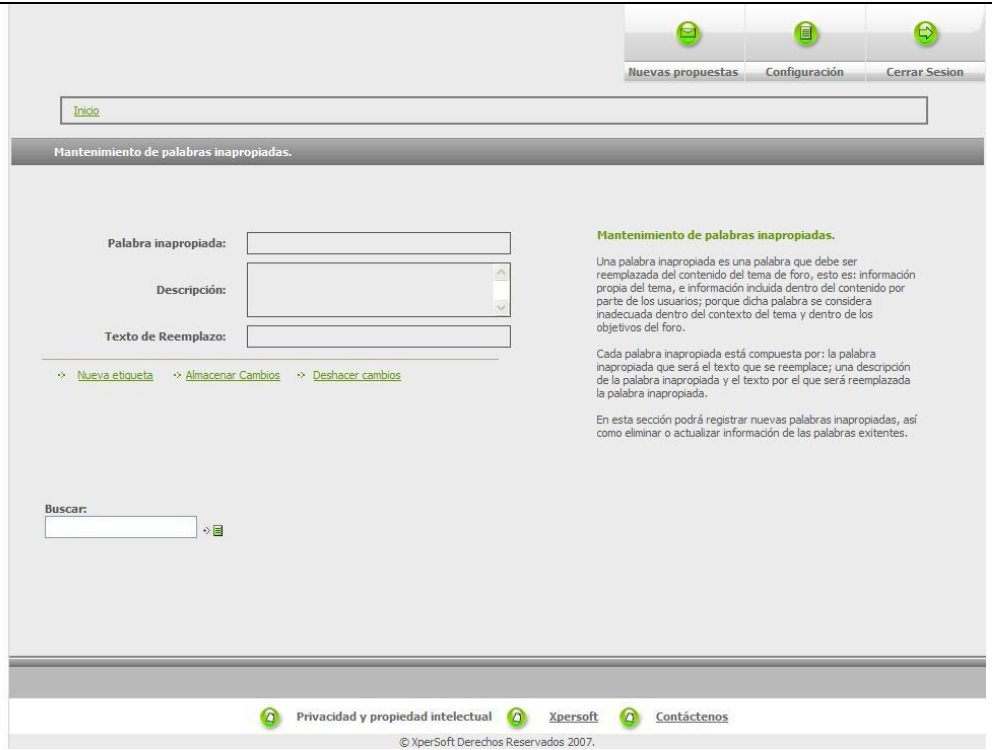 Nuevas propuestas Configuración Cerrar Sesion
Inicio
Mantenimiento de palabras inapropiadas.
Palabra inapropiada:
Descripción:
Texto de Reemplazo:
Nueva etiqueta Almacenar Cambios Deshacer cambios
Mantenimiento de palabras inapropiadas.
Una palabra inapropiada es una palabra que debe ser
reemplazada del contenido del tema de foro, esto es: información
propia del tema, e información incluida dentro del contenido por
parte de los usuarios; porque dicha palabra se considera
inadecuada dentro del contexto del tema y dentro de los
objetivos del foro.
Cada palabra inapropiada está compuesta por: la palabra
inapropiada que será el texto que se reemplace; una descripción
de la palabra inapropiada y el texto por el que será reemplazada
la palabra inapropiada.
En esta sección podrá registrar nuevas palabras inapropiadas, así
como eliminar o actualizar información de las palabras exitentes.
Buscar:
Privacidad y propiedad intelectual Xpersoft Contáctenos
© XperSoft Derechos Reservados 2007.